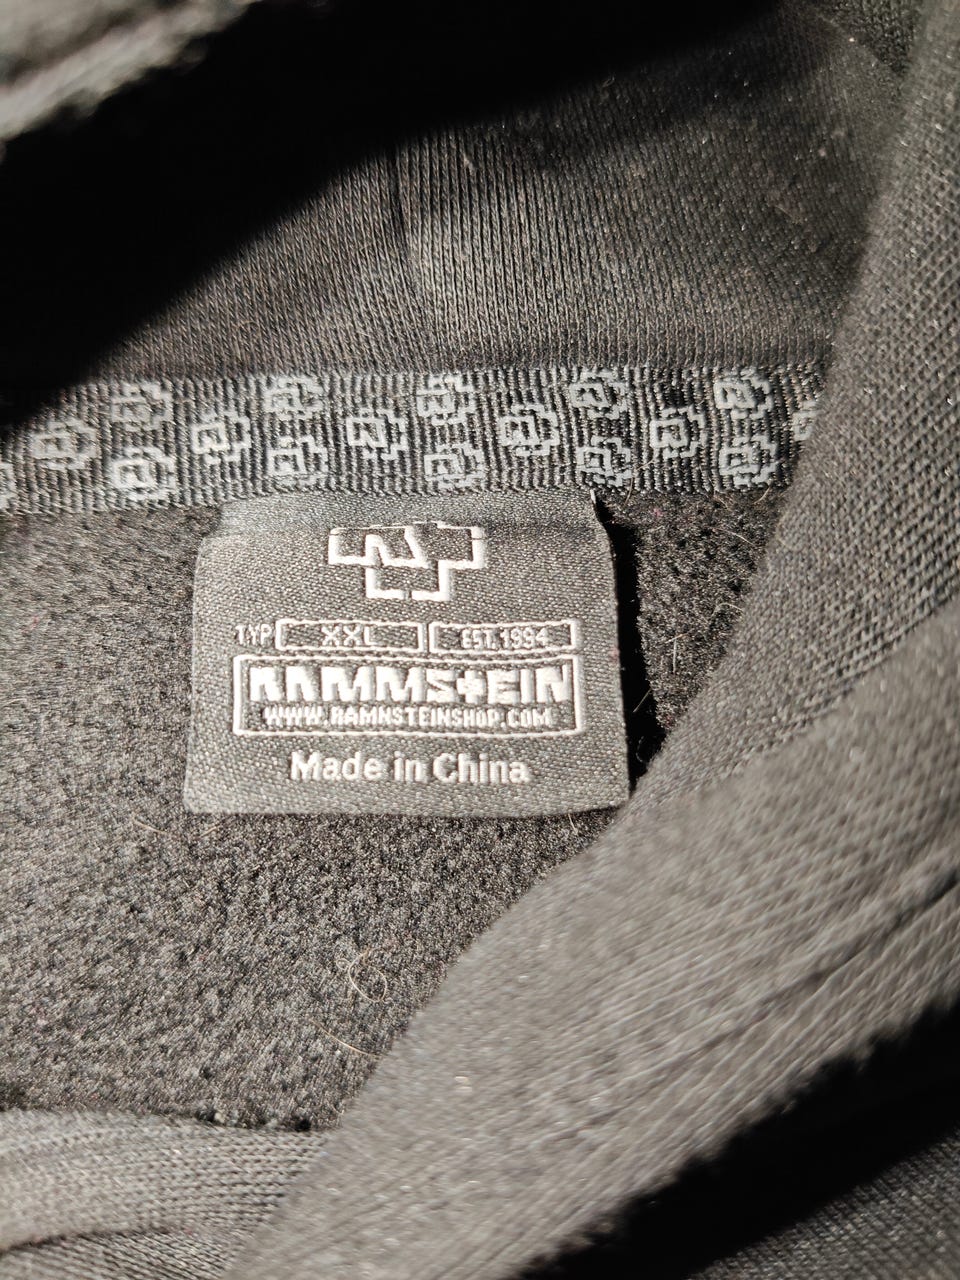 TYP XXL EST.1994
RAMMSTEIN
WWW.RAMMSTEINSHOP.COM
Made in China